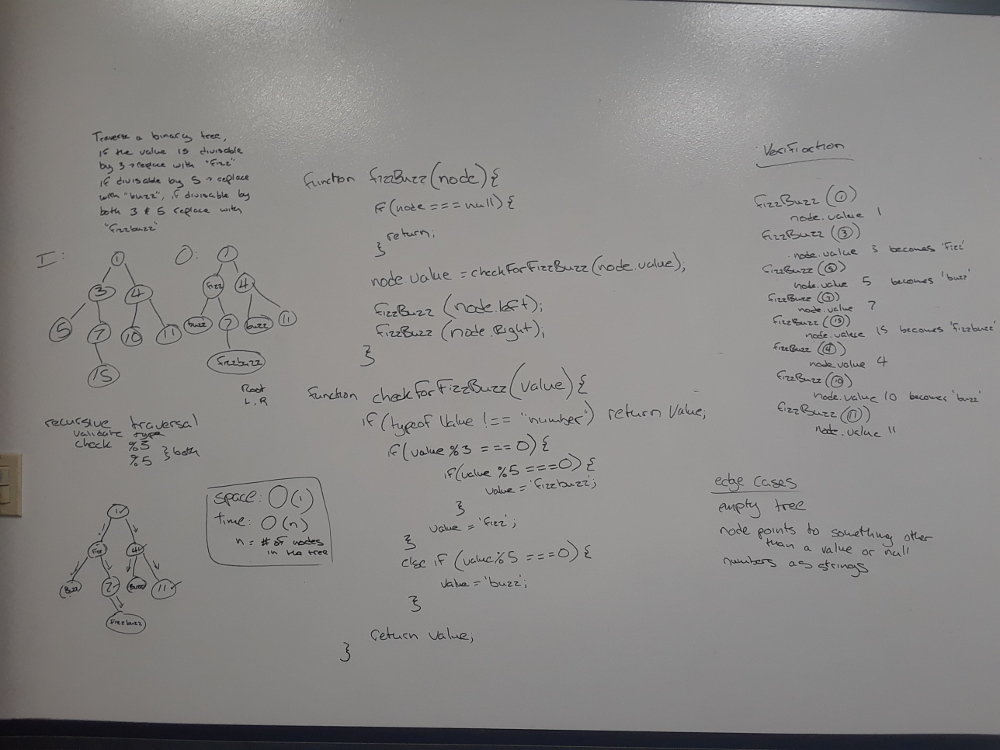 Traverse a binary tree,
if the value is divisable
by 3 → replace with "fizz"
if divisable by 5 → replace
with "buzz", if divisable by
both 3 & 5 replace with
"fizzbuzz"
I:
1
3
4
5
7
10
11
15
O:
1
fizz
4
buzz
7
buzz
11
fizzbuzz
Root
L.R
recursive traversal
validate type
check %3
%5 } both
1
fizz
4
Buzz
7
Buzz
11
fizzbuzz
space: O(1)
time: O(n)
n = # of nodes
in the tree
function fizzBuzz(node){
if(node === null){
return;
}
node.value = checkForFizzBuzz(node.value);
fizzBuzz (node.left);
fizzBuzz (node.Right);
}
function checkForFizzBuzz(value){
if(typeof Value !== "number") return Value;
if(value %3 === 0){
if(value %5 ===0){
value = 'fizzbuzz';
}
value = 'fizz';
}
else if (value%5 ===0){
value = 'buzz';
}
return value;
}
Verifiaction
fizzBuzz (1)
node.value 1
fizzBuzz (3)
node.value 3 becomes 'fizz'
fizzBuzz (5)
node.value 5 becomes 'buzz'
fizzBuzz (7)
node.value 7
fizzBuzz (15)
node.value 15 becomes 'fizzbuzz'
fizzBuzz (4)
node.value 4
fizzBuzz (10)
node.value 10 becomes 'buzz'
fizzBuzz (11)
node.value 11
edge cases
empty tree
node points to something other
than a value or null
numbers as strings